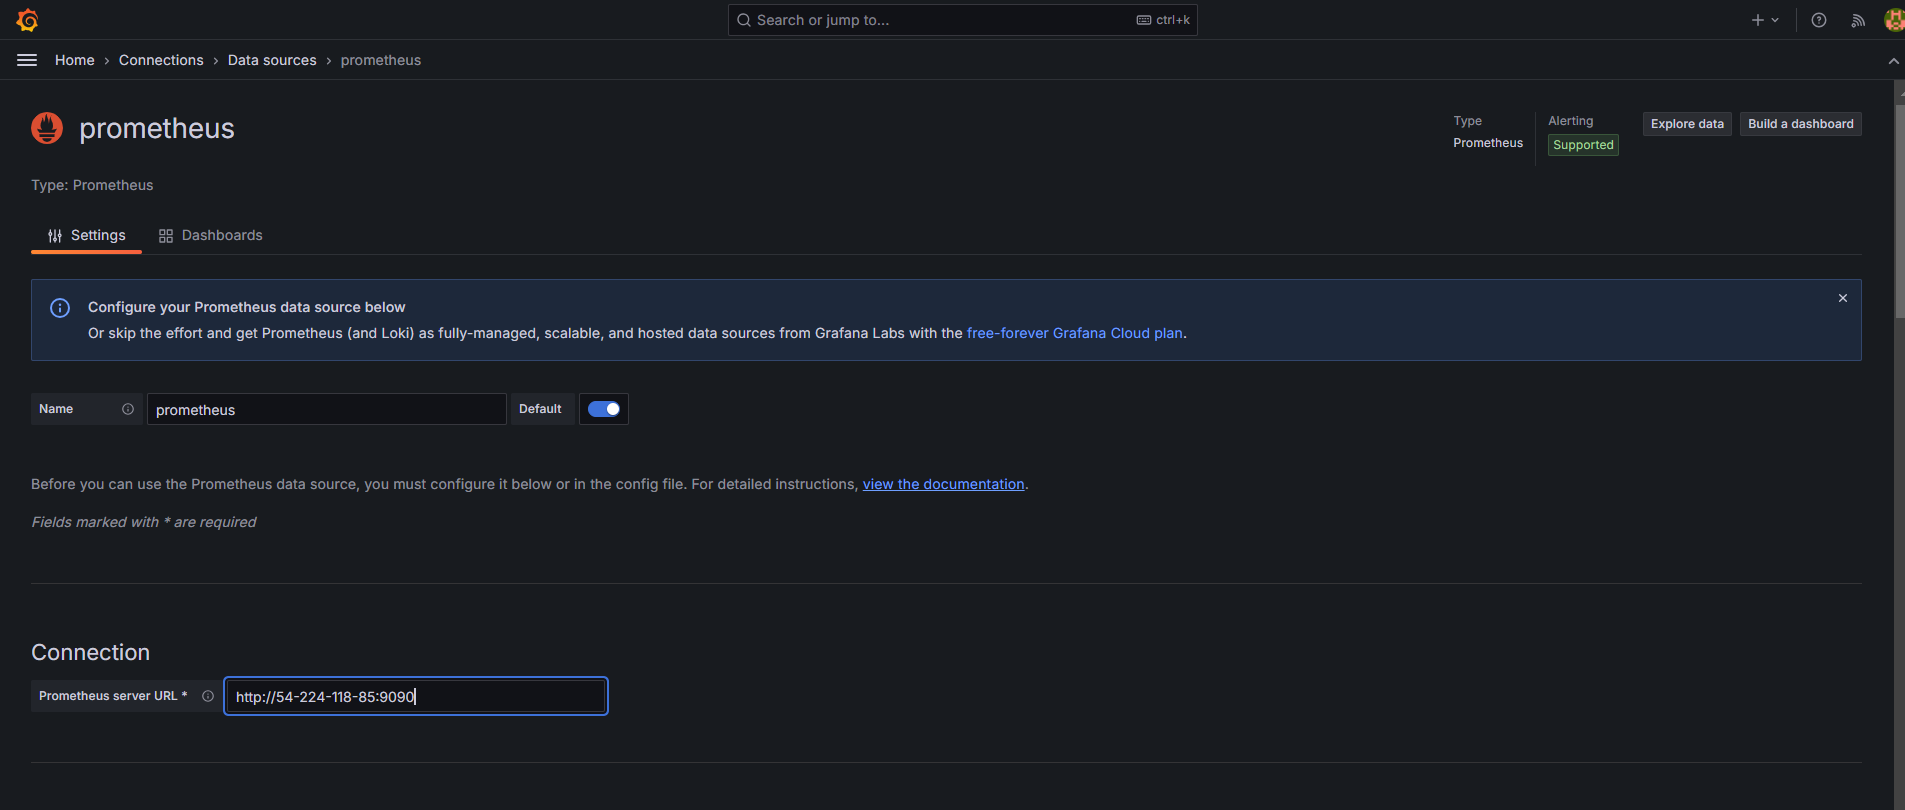 Search or jump to...
ctrl+k
Home › Connections › Data sources › prometheus
prometheus
Type
Prometheus
Alerting
Supported
Explore data
Build a dashboard
Type: Prometheus
Settings
Dashboards
Configure your Prometheus data source below
Or skip the effort and get Prometheus (and Loki) as fully-managed, scalable, and hosted data sources from Grafana Labs with the free-forever Grafana Cloud plan.
Name
prometheus
Default
Before you can use the Prometheus data source, you must configure it below or in the config file. For detailed instructions, view the documentation.
Fields marked with * are required
Connection
Prometheus server URL *
http://54-224-118-85:9090